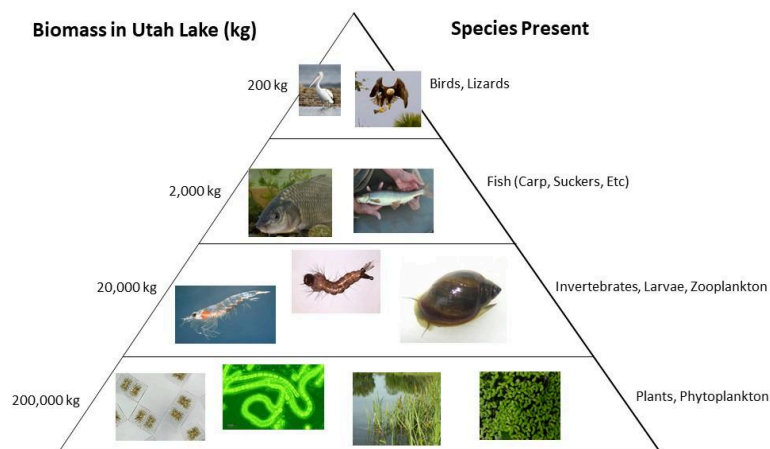 Biomass in Utah Lake (kg)
Species Present
200 kg
Birds, Lizards
2,000 kg
Fish (Carp, Suckers, Etc)
20,000 kg
Invertebrates, Larvae, Zooplankton
200,000 kg
Plants, Phytoplankton